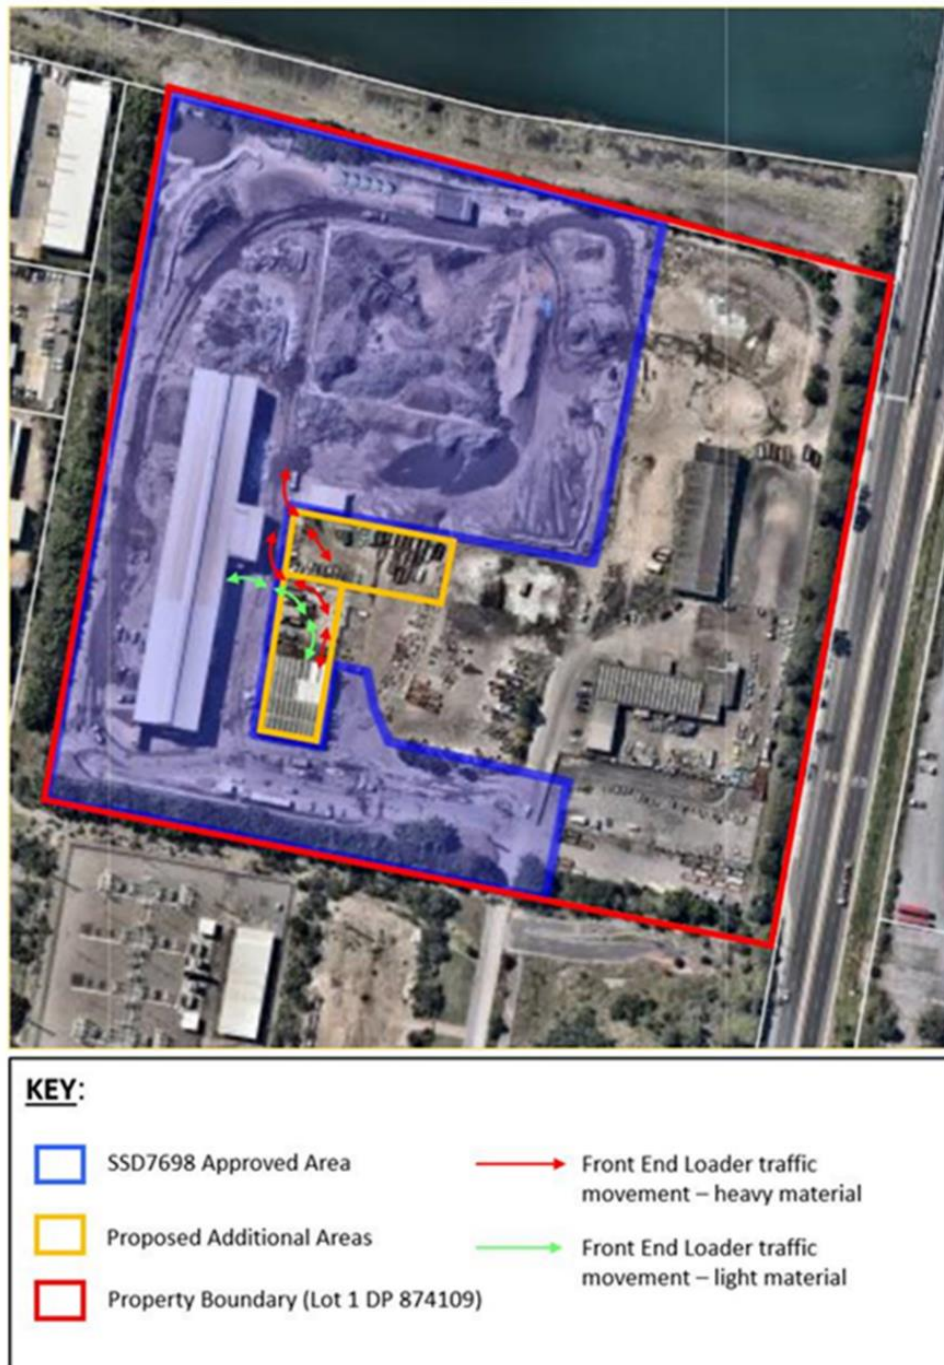 KEY:
SSD7698 Approved Area
Proposed Additional Areas
Property Boundary (Lot 1 DP 874109)
Front End Loader traffic
movement – heavy material
Front End Loader traffic
movement – light material